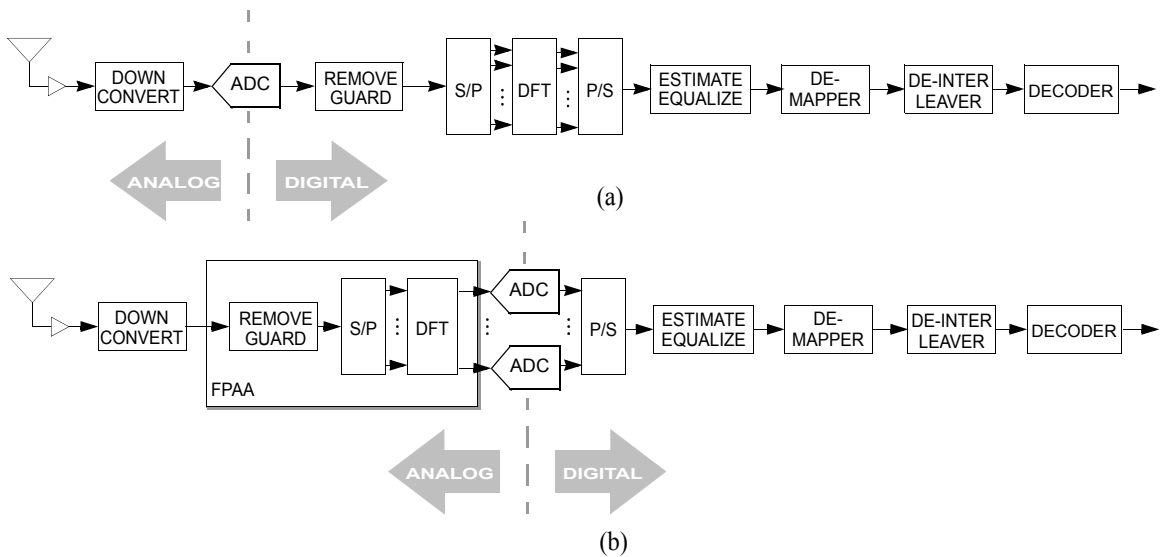 DOWN
CONVERT
ADC
REMOVE
GUARD
S/P
DFT
P/S
ESTIMATE
EQUALIZE
DE-
MAPPER
DE-INTER
LEAVER
DECODER
ANALOG
DIGITAL
(a)
DOWN
CONVERT
REMOVE
GUARD
S/P
DFT
FPAA
ADC
ADC
P/S
ESTIMATE
EQUALIZE
DE-
MAPPER
DE-INTER
LEAVER
DECODER
ANALOG
DIGITAL
(b)